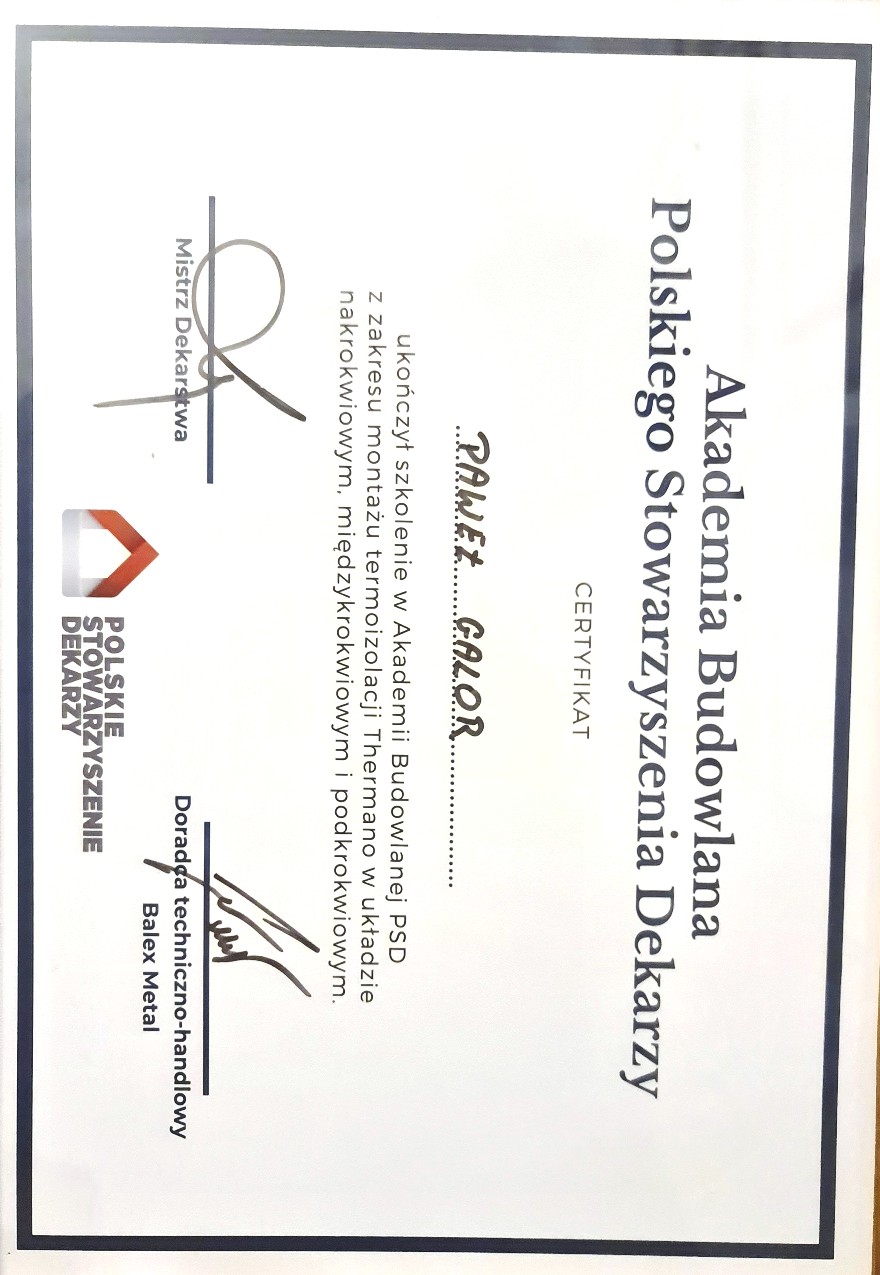 Akademia Budowlana
Polskiego Stowarzyszenia Dekarzy
CERTYFIKAT
PAWEŁ GALOR
ukończył szkolenie w Akademii Budowlanej PSD
z zakresu montażu termoizolacji Thermano w układzie
nakrokwiowym, międzykrokwiowym i podkrokwiowym.
Mistrz Dekarstwa
POLSKIE
STOWARZYSZENIE
DEKARZY
Doradca techniczno-handlowy
Balex Metal